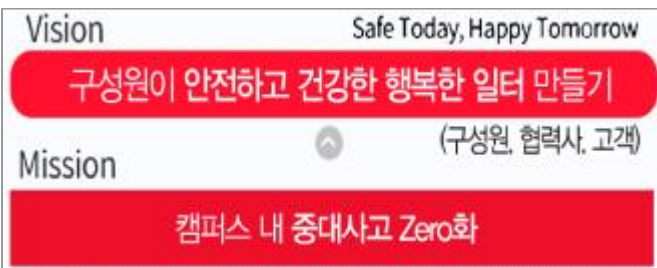 Vision
Safe Today, Happy Tomorrow
구성원이 안전하고 건강한 행복한 일터 만들기
(구성원, 협력사, 고객)
Mission
캠퍼스 내 중대사고 Zero화